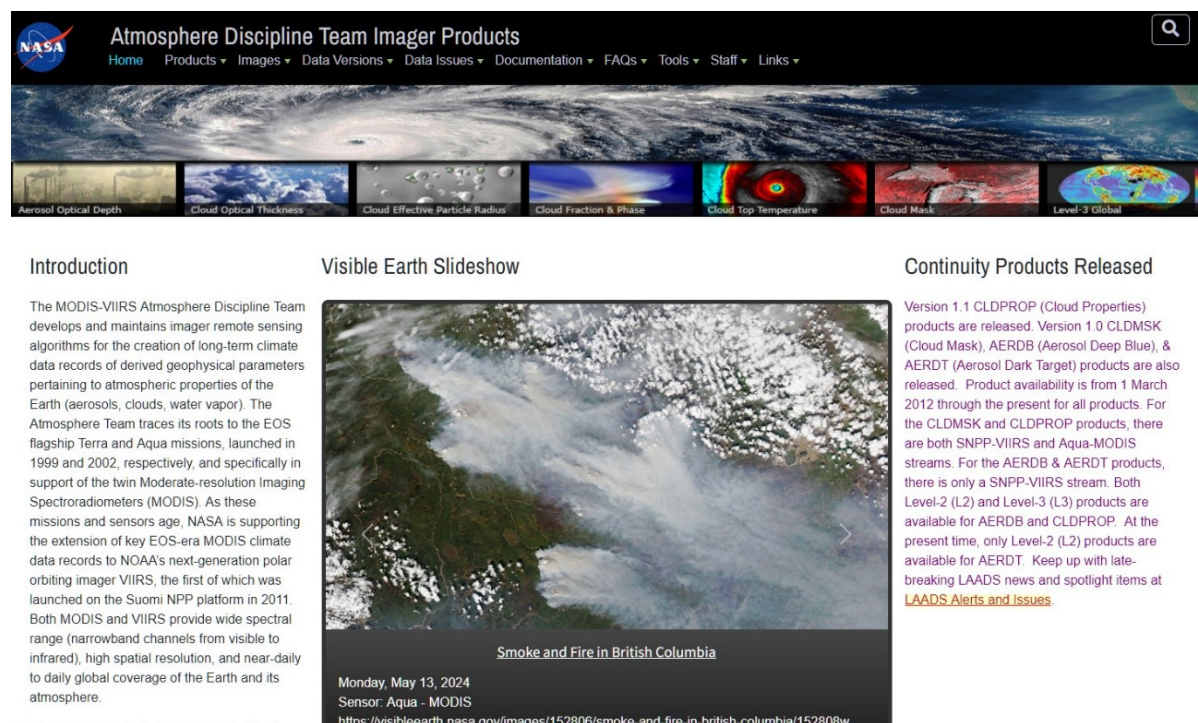 NASA
Atmosphere Discipline Team Imager Products
Home Products Images Data Versions Data Issues Documentation FAQs Tools Staff Links
Aerosol Optical Depth
Cloud Optical Thickness
Cloud Effective Particle Radius
Cloud Fraction & Phase
Cloud Top Temperature
Cloud Mask
Level-3 Global
Introduction
The MODIS-VIIRS Atmosphere Discipline Team
develops and maintains imager remote sensing
algorithms for the creation of long-term climate
data records of derived geophysical parameters
pertaining to atmospheric properties of the
Earth (aerosols, clouds, water vapor). The
Atmosphere Team traces its roots to the EOS
flagship Terra and Aqua missions, launched in
1999 and 2002, respectively, and specifically in
support of the twin Moderate-resolution Imaging
Spectroradiometers (MODIS). As these
missions and sensors age, NASA is supporting
the extension of key EOS-era MODIS climate
data records to NOAA's next-generation polar
orbiting imager VIIRS, the first of which was
launched on the Suomi NPP platform in 2011.
Both MODIS and VIIRS provide wide spectral
range (narrowband channels from visible to
infrared), high spatial resolution, and near-daily
to daily global coverage of the Earth and its
atmosphere.
Visible Earth Slideshow
Smoke and Fire in British Columbia
Monday, May 13, 2024
Sensor: Aqua - MODIS
https://visibleearth.nasa.gov/images/152806/smoke-and-fire-in-british-columbia/152808w
Continuity Products Released
Version 1.1 CLDPROP (Cloud Properties)
products are released. Version 1.0 CLDMSK
(Cloud Mask), AERDB (Aerosol Deep Blue), &
AERDT (Aerosol Dark Target) products are also
released. Product availability is from 1 March
2012 through the present for all products. For
the CLDMSK and CLDPROP products, there
are both SNPP-VIIRS and Aqua-MODIS
streams. For the AERDB & AERDT products,
there is only a SNPP-VIIRS stream. Both
Level-2 (L2) and Level-3 (L3) products are
available for AERDB and CLDPROP. At the
present time, only Level-2 (L2) products are
available for AERDT. Keep up with late-
breaking LAADS news and spotlight items at
LAADS Alerts and Issues.